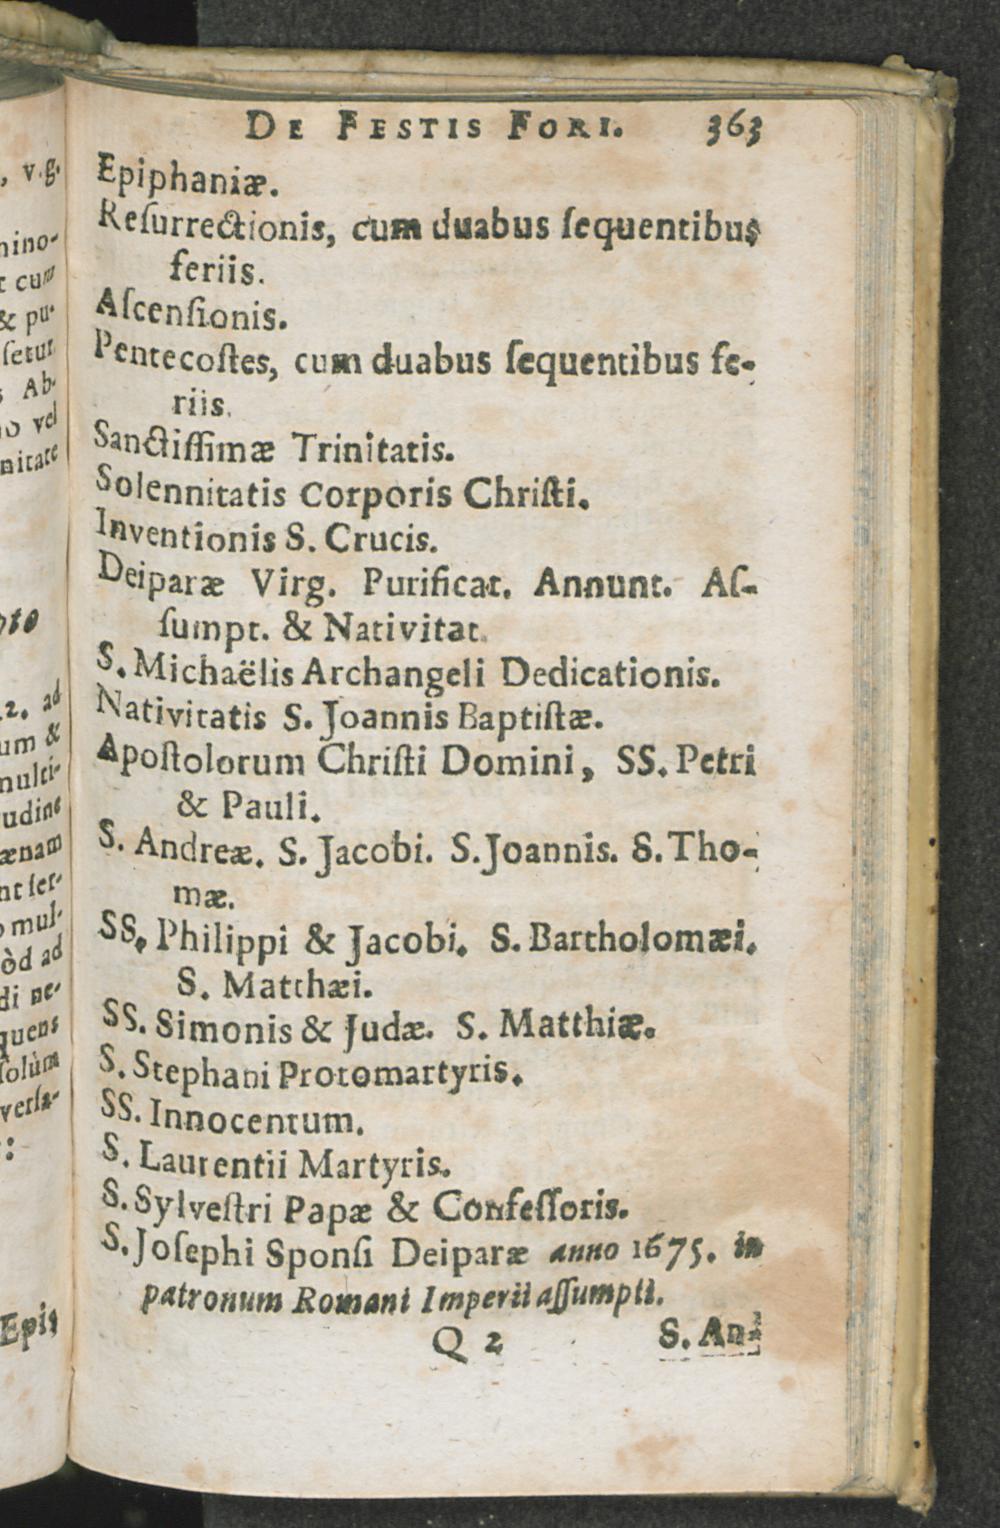 DE FESTIS FORI. 363
Epiphaniæ.
Reſurrectionis, cum duabus ſequentibus
feriis.
Aſcenſionis.
Pentecoſtes, cum duabus ſequentibus fe-
riis.
Sanctiſſimæ Trinitatis.
Solennitatis Corporis Chriſti.
Inventionis S. Crucis.
Deiparæ Virg. Purificat. Annunt. Aſ-
ſumpt. & Nativitat.
S. Michaëlis Archangeli Dedicationis.
Nativitatis S. Joannis Baptiſtæ.
Apoſtolorum Chriſti Domini, SS. Petri
& Pauli.
S. Andreæ. S. Jacobi. S. Joannis. S. Tho-
mæ.
SS. Philippi & Jacobi. S. Bartholomæi.
S. Matthæi.
SS. Simonis & Judæ. S. Matthiæ.
S. Stephani Protomartyris.
SS. Innocentum.
S. Laurentii Martyris.
S. Sylveſtri Papæ & Confeſſoris.
S. Joſephi Sponſi Deiparæ anno 1675. in
patronum Romani Imperii aſſumpti.
Q 2 S. An-